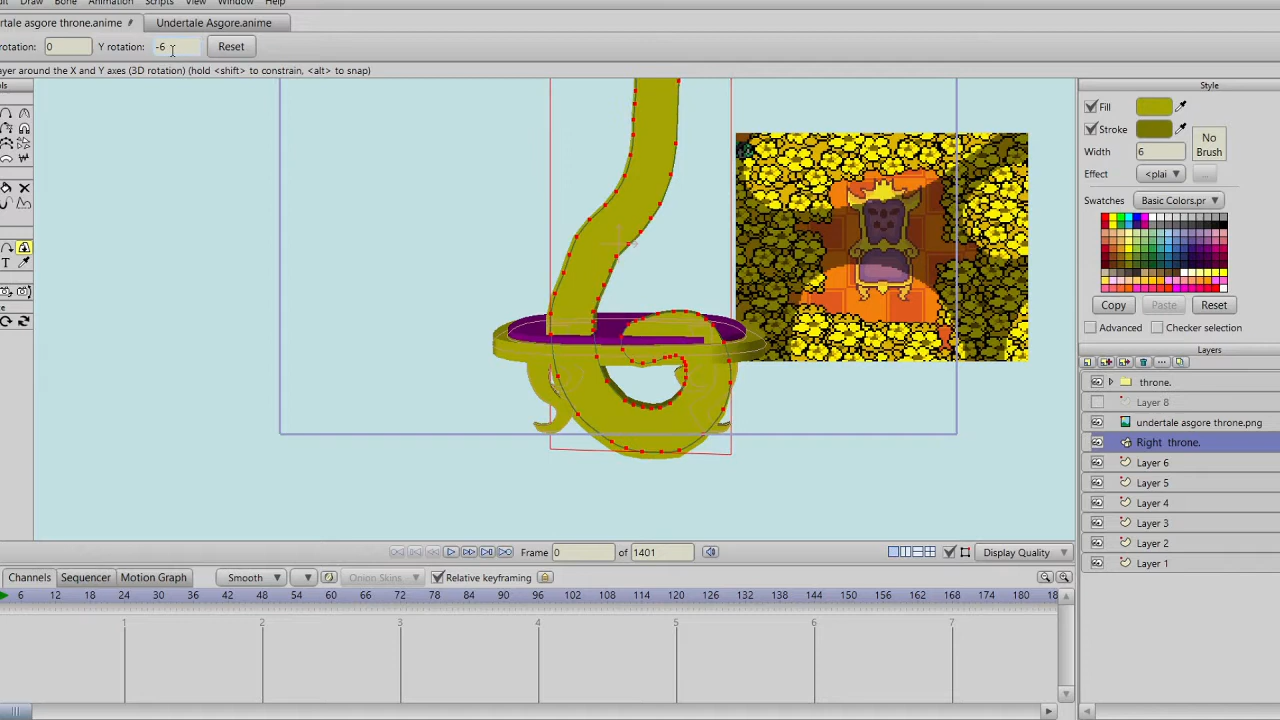 Draw Bone Animation Scripts View Window Help
rtale asgore throne.anime Undertale Asgore.anime
rotation: 0 Y rotation: -6 Reset
ayer around the X and Y axes (3D rotation) (hold <shift> to constrain, <alt> to snap)
ols
T
Style
Fill
Stroke
No Brush
Width 6
Effect <plai ...
Swatches Basic Colors.pr
Copy Paste Reset
Advanced Checker selection
Layers
throne.
Layer 8
undertale asgore throne.png
Right throne.
Layer 6
Layer 5
Layer 4
Layer 3
Layer 2
Layer 1
Frame 0 of 1401 Display Quality
Channels Sequencer Motion Graph Smooth Onion Skins Relative keyframing
6 12 18 24 30 36 42 48 54 60 66 72 78 84 90 96 102 108 114 120 126 132 138 144 150 156 162 168 174 180 18
1 2 3 4 5 6 7